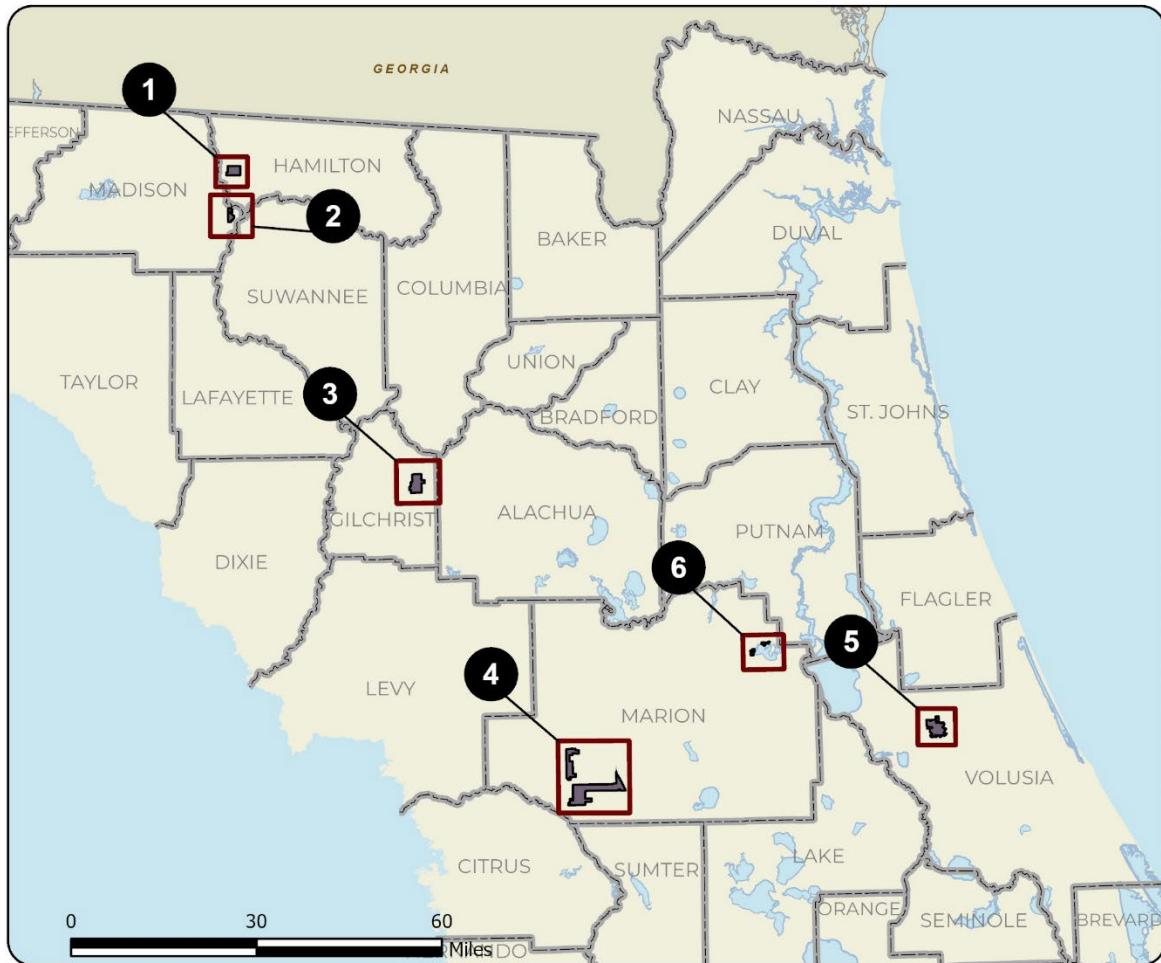 GEORGIA
1
NASSAU
EFFERSON
HAMILTON
MADISON
2
DUVAL
BAKER
COLUMBIA
SUWANNEE
UNION
3
TAYLOR
LAFAYETTE
CLAY
BRADFORD
ST. JOHNS
ALACHUA
GILCHRIST
PUTNAM
DIXIE
6
FLAGLER
5
4
LEVY
MARION
VOLUSIA
CITRUS
SUMTER
LAKE
ORANGE
SEMINOLE
BREVARD
0 30 60
Miles
NDO